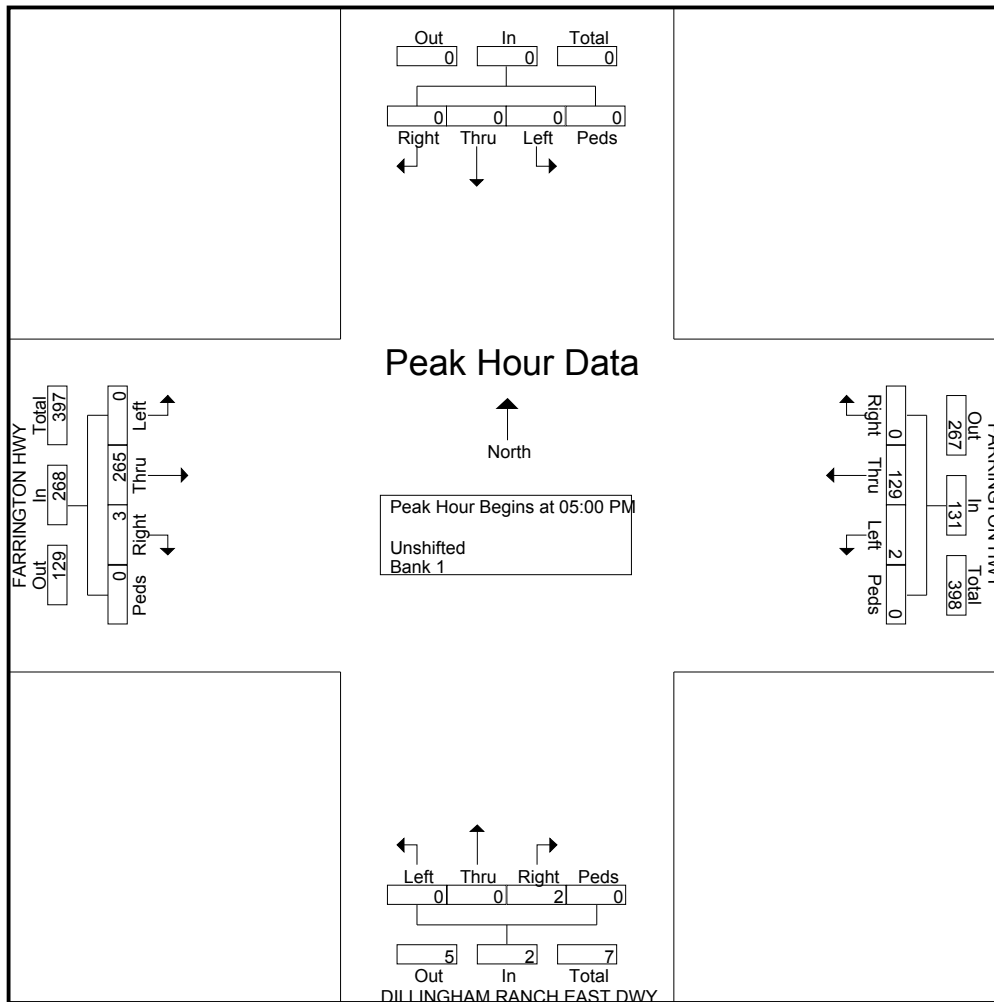 Out In Total
0 0 0
0 0 0 0
Right Thru Left Peds
Peak Hour Data
North
Peak Hour Begins at 05:00 PM
Unshifted
Bank 1
FARRINGTON HWY
Out In Total
129 268 397
0 3 265 0
Peds Right Thru Left
FARRINGTON HWY
Out In Total
267 131 398
0 129 2 0
Right Thru Left Peds
Left Thru Right Peds
0 0 2 0
5 2 7
Out In Total
DILLINGHAM RANCH EAST DWY